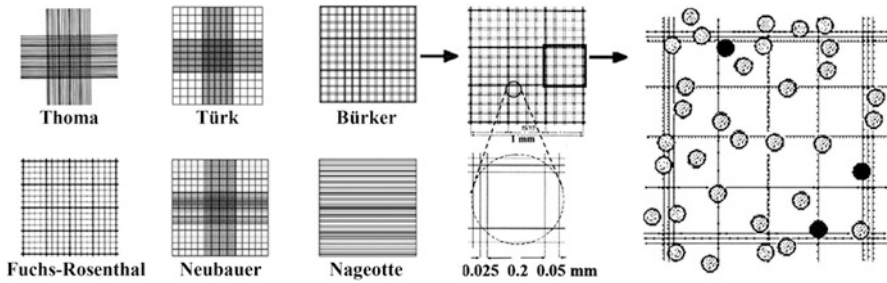 Thoma
Türk
Bürker
1 mm
Fuchs-Rosenthal
Neubauer
Nageotte
0.025 0.2 0.05 mm